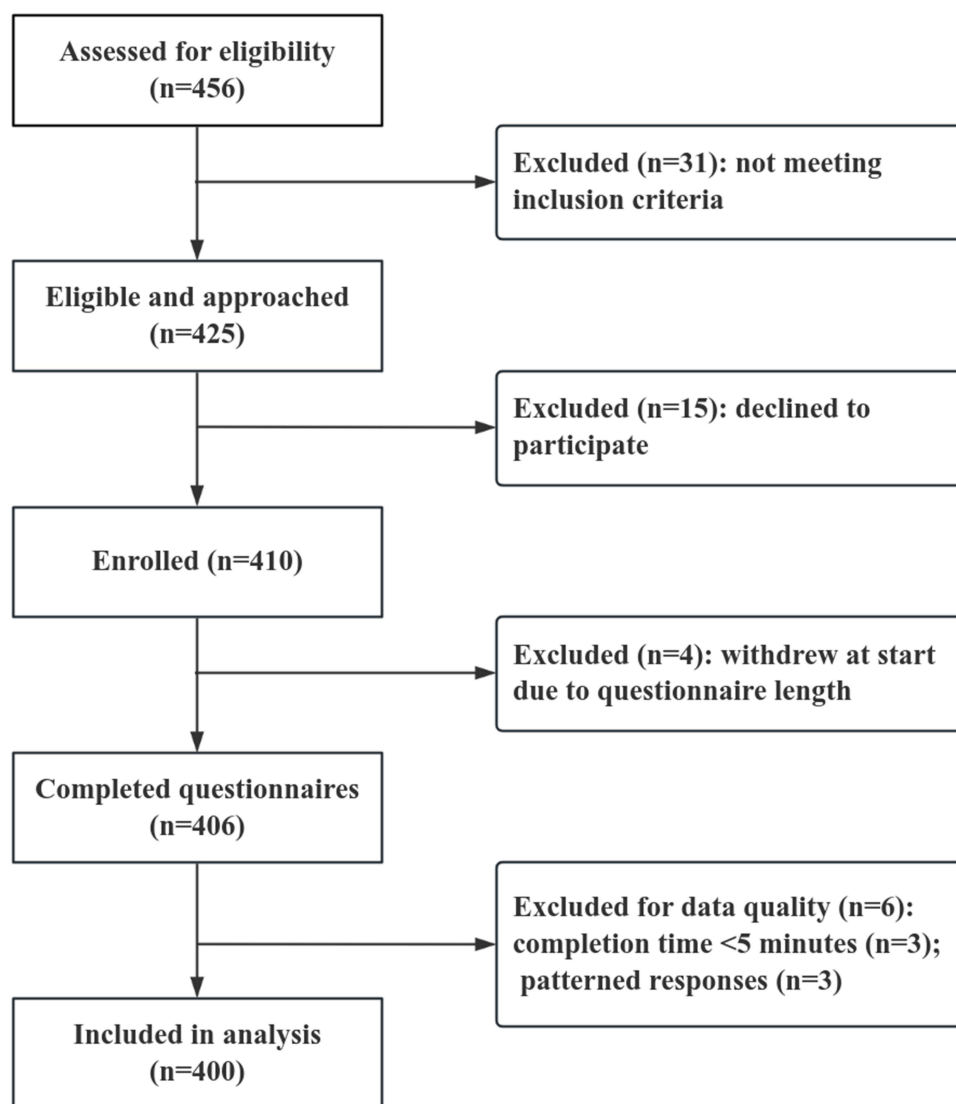 Assessed for eligibility
(n=456)
Excluded (n=31): not meeting
inclusion criteria
Eligible and approached
(n=425)
Excluded (n=15): declined to
participate
Enrolled (n=410)
Excluded (n=4): withdrew at start
due to questionnaire length
Completed questionnaires
(n=406)
Excluded for data quality (n=6):
completion time <5 minutes (n=3);
patterned responses (n=3)
Included in analysis
(n=400)